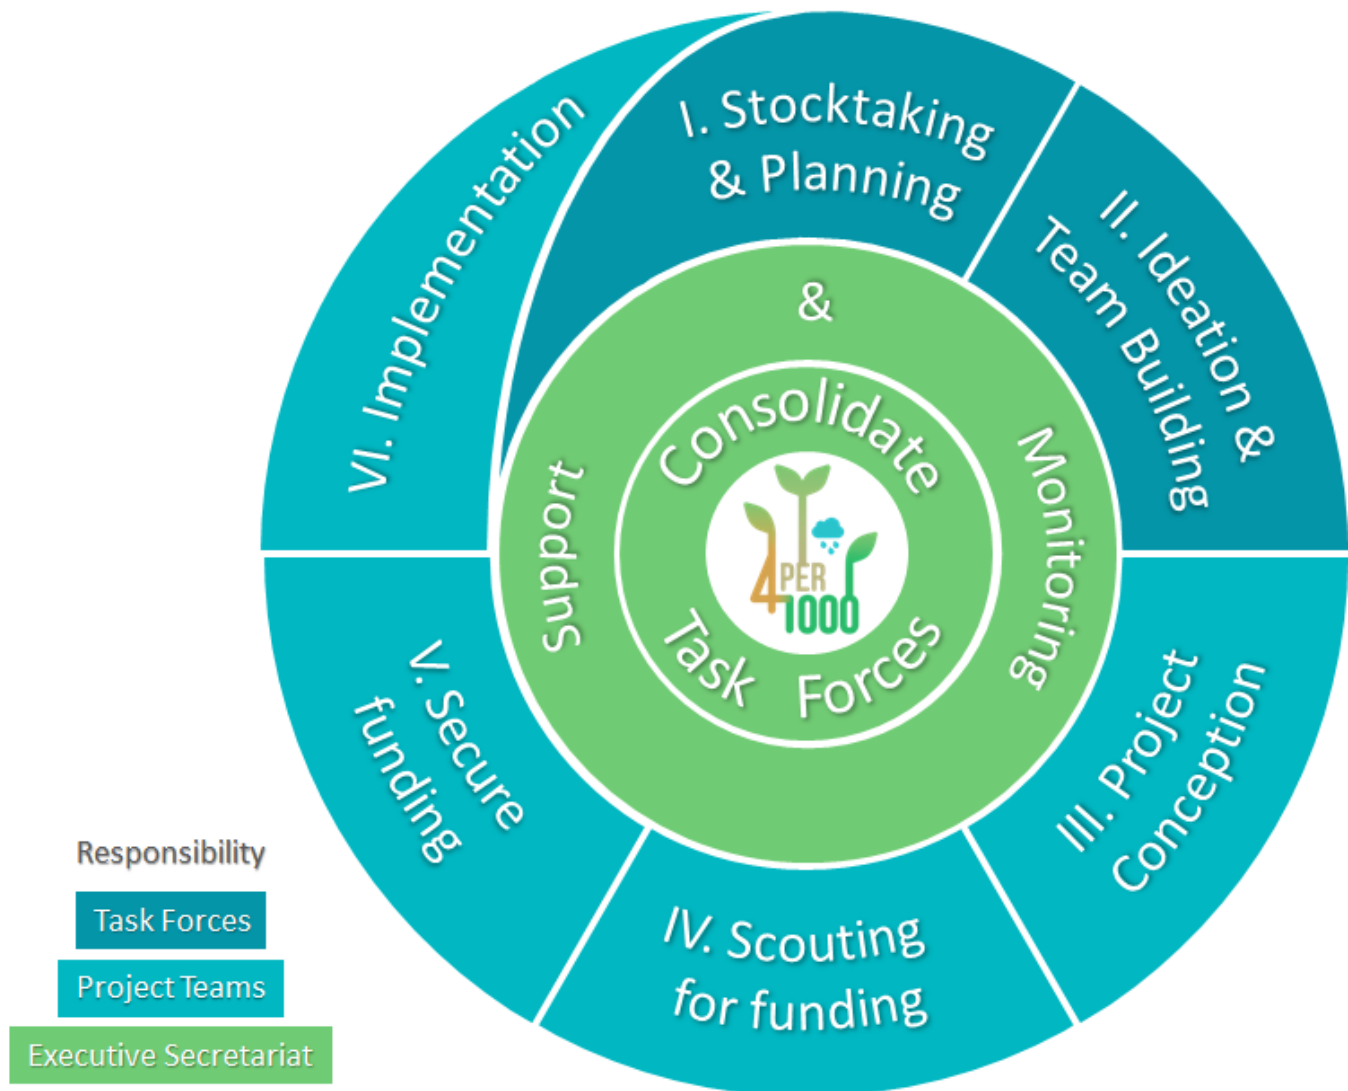 I. Stocktaking
& Planning
II. Ideation &
Team Building
III. Project
Conception
IV. Scouting
for funding
V. Secure
funding
VI. Implementation
Support
&
Monitoring
Consolidate
Task Forces
4
PER
1000
Responsibility
Task Forces
Project Teams
Executive Secretariat